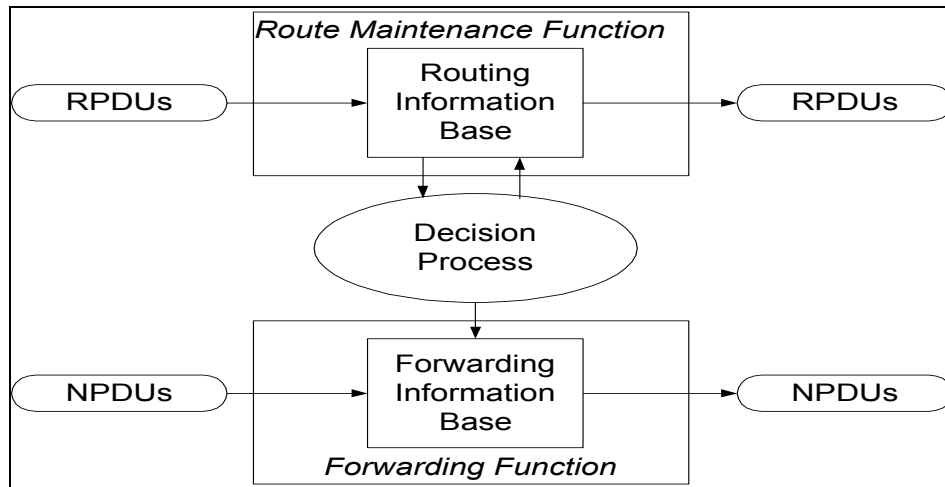 Route Maintenance Function
RPDUs
Routing
Information
Base
RPDUs
Decision
Process
NPDUs
Forwarding
Information
Base
NPDUs
Forwarding Function